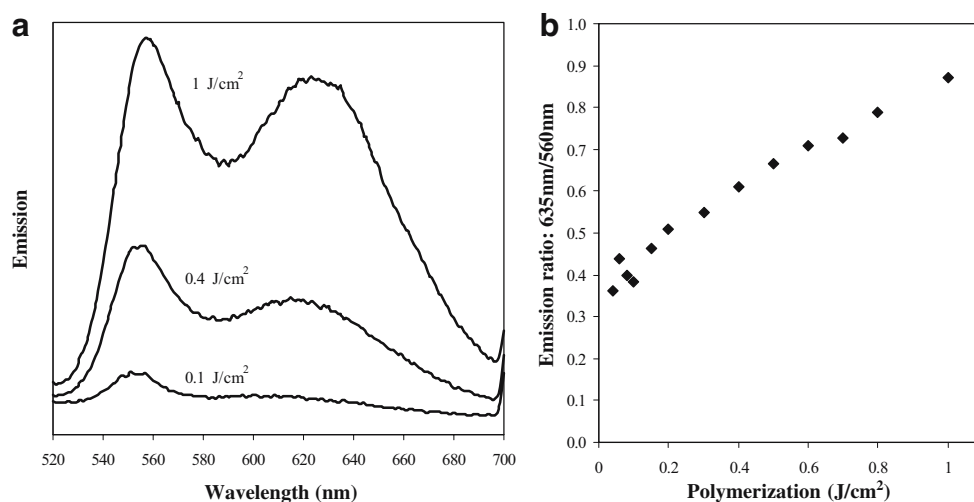 a
1 J/cm²
0.4 J/cm²
0.1 J/cm²
Emission
520 540 560 580 600 620 640 660 680 700
Wavelength (nm)
b
1.0
0.9
0.8
0.7
0.6
0.5
0.4
0.3
0.2
0.1
0.0
Emission ratio: 635nm/560nm
0 0.2 0.4 0.6 0.8 1
Polymerization (J/cm²)